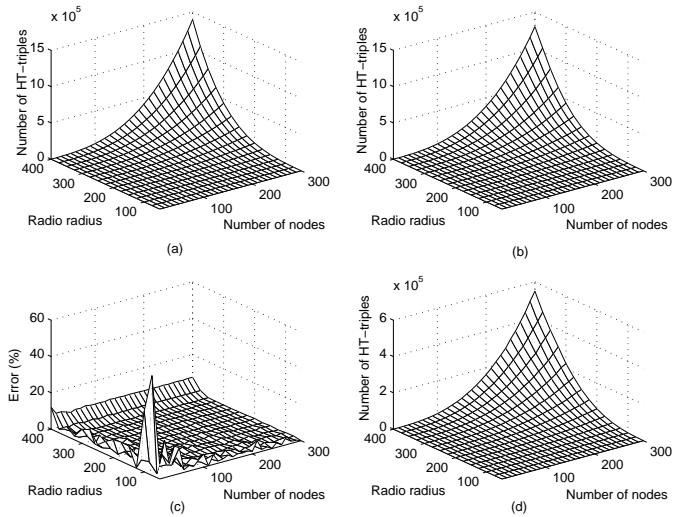 x 10^5
Number of HT−triples
15
10
5
0
400
300
200
100
Radio radius
100
200
300
Number of nodes
(a)
x 10^5
Number of HT−triples
15
10
5
0
400
300
200
100
Radio radius
100
200
300
Number of nodes
(b)
Error (%)
60
40
20
0
400
300
200
100
Radio radius
100
200
300
Number of nodes
(c)
x 10^5
Number of HT−triples
6
4
2
0
400
300
200
100
Radio radius
100
200
300
Number of nodes
(d)